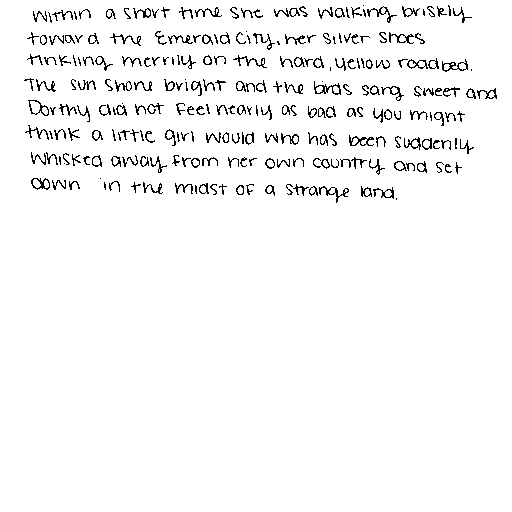 Within a short time she was walking briskly
toward the Emerald City, her silver shoes
tinkling merrily on the hard, yellow roadbed.
The sun shone bright and the birds sang sweet and
Dorthy did not feel nearly as bad as you might
think a little girl would who has been suddenly
whisked away from her own country and set
down in the midst of a strange land.